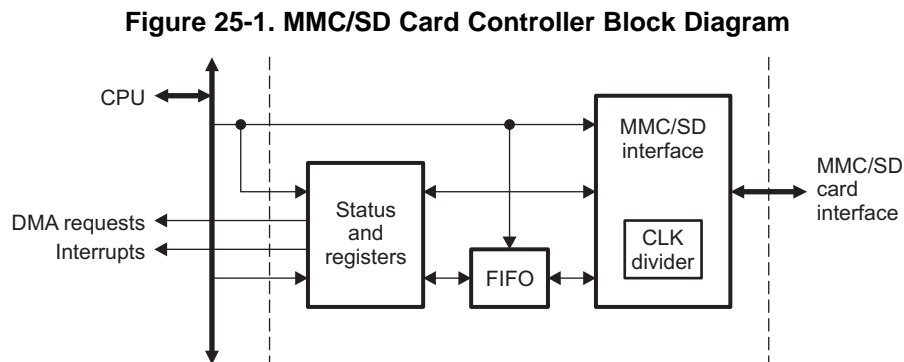 Figure 25-1. MMC/SD Card Controller Block Diagram
CPU
MMC/SD
interface
MMC/SD
card
interface
Status
and
registers
DMA requests
Interrupts
CLK
divider
FIFO